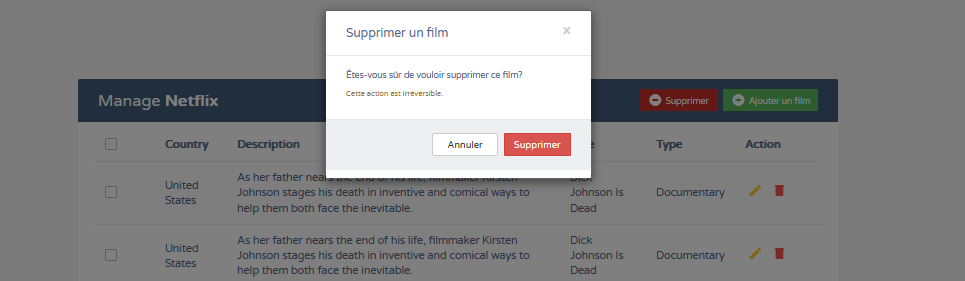 Supprimer un film
×
Êtes-vous sûr de vouloir supprimer ce film?
Cette action est irréversible.
Annuler Supprimer
Manage Netflix Supprimer Ajouter un film
Country Description Type Action
United States
As her father nears the end of his life, filmmaker Kirsten
Johnson stages his death in inventive and comical ways to
help them both face the inevitable.
Dick
Johnson Is
Dead
Documentary
United States
As her father nears the end of his life, filmmaker Kirsten
Johnson stages his death in inventive and comical ways to
help them both face the inevitable.
Dick
Johnson Is
Dead
Documentary